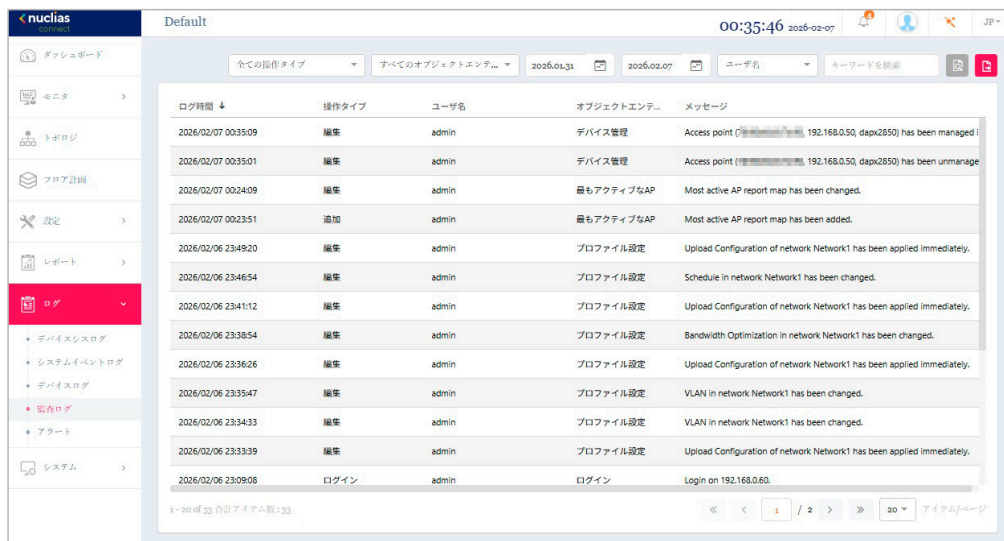 nuclias
connect
Default
00:35:46 2026-02-07
4
JP
ダッシュボード
モニタ
トポロジ
フロア計画
設定
レポート
ログ
デバイスシスログ
システムイベントログ
デバイスログ
監査ログ
アラート
システム
全ての操作タイプ すべてのオブジェクトエンテ... 2026.01.31 2026.02.07 ユーザ名 キーワードを検索
ログ時間 操作タイプ ユーザ名 オブジェクトエンテ... メッセージ
2026/02/07 00:35:09 編集 admin デバイス管理 Access point ( , 192.168.0.50, dapx2850) has been managed i
2026/02/07 00:35:01 編集 admin デバイス管理 Access point ( , 192.168.0.50, dapx2850) has been unmanage
2026/02/07 00:24:09 編集 admin 最もアクティブなAP Most active AP report map has been changed.
2026/02/07 00:23:51 追加 admin 最もアクティブなAP Most active AP report map has been added.
2026/02/06 23:49:20 編集 admin プロファイル設定 Upload Configuration of network Network1 has been applied immediately.
2026/02/06 23:46:54 編集 admin プロファイル設定 Schedule in network Network1 has been changed.
2026/02/06 23:41:12 編集 admin プロファイル設定 Upload Configuration of network Network1 has been applied immediately.
2026/02/06 23:38:54 編集 admin プロファイル設定 Bandwidth Optimization in network Network1 has been changed.
2026/02/06 23:36:26 編集 admin プロファイル設定 Upload Configuration of network Network1 has been applied immediately.
2026/02/06 23:35:47 編集 admin プロファイル設定 VLAN in network Network1 has been changed.
2026/02/06 23:34:33 編集 admin プロファイル設定 VLAN in network Network1 has been changed.
2026/02/06 23:33:39 編集 admin プロファイル設定 Upload Configuration of network Network1 has been applied immediately.
2026/02/06 23:09:08 ログイン admin ログイン Login on 192.168.0.60.
1 - 20 of 33 合計アイテム数 : 33 1 / 2 20 アイテム/ページ